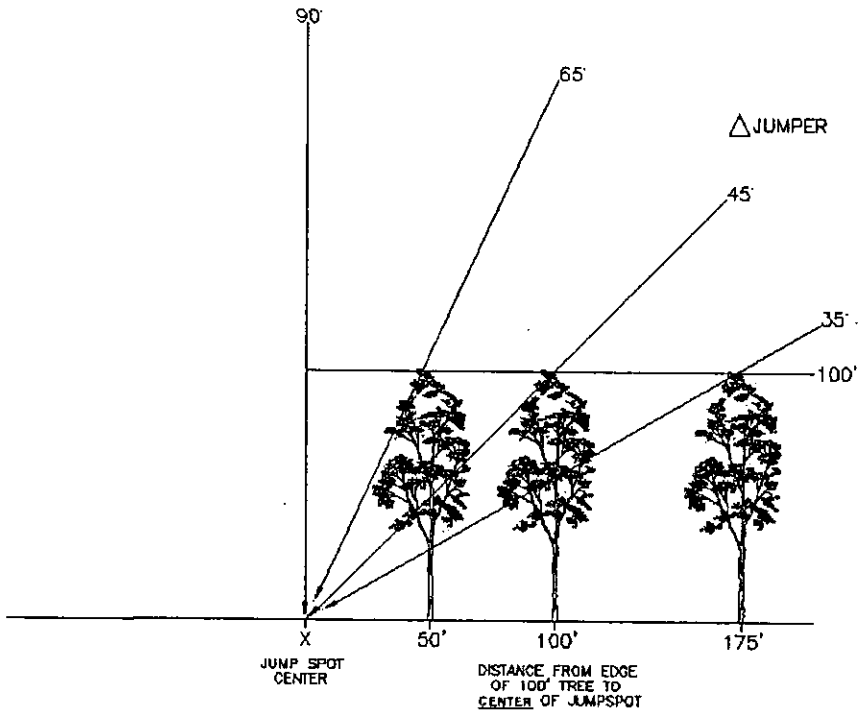 90'
65'
△JUMPER
45'
35'
100'
X
50'
100'
175'
JUMP SPOT
CENTER
DISTANCE FROM EDGE
OF 100' TREE TO
CENTER OF JUMPSPOT